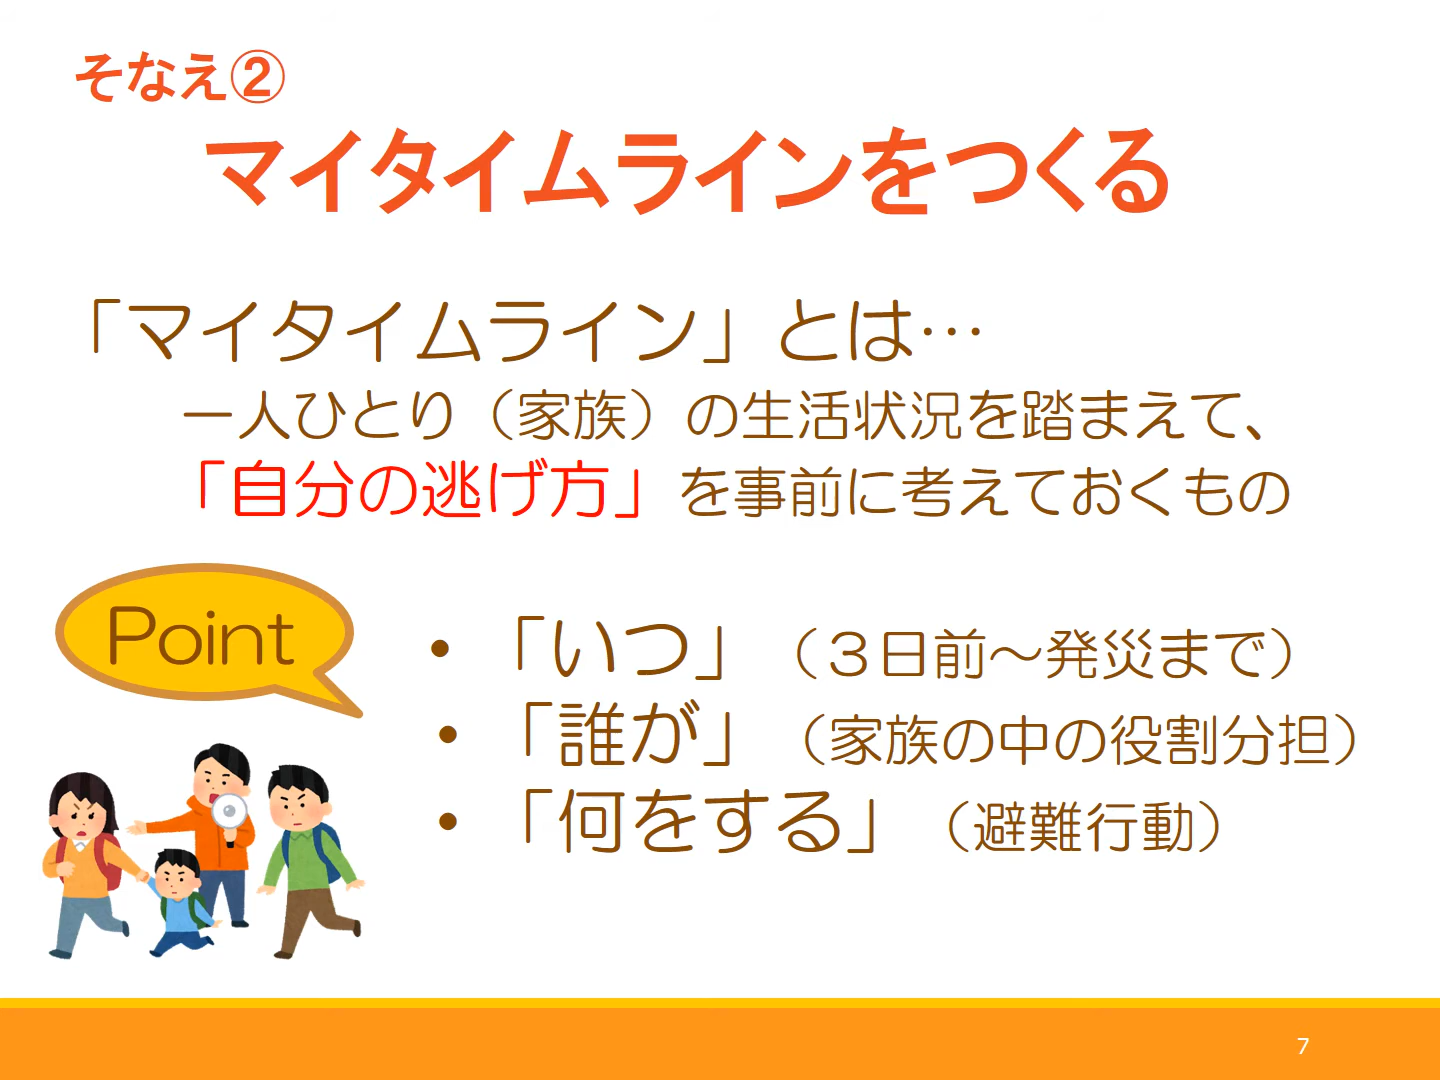 そなえ②
マイタイムラインをつくる
「マイタイムライン」とは…
一人ひとり（家族）の生活状況を踏まえて、
「自分の逃げ方」を事前に考えておくもの
Point
・「いつ」（３日前～発災まで）
・「誰が」（家族の中の役割分担）
・「何をする」（避難行動）
7